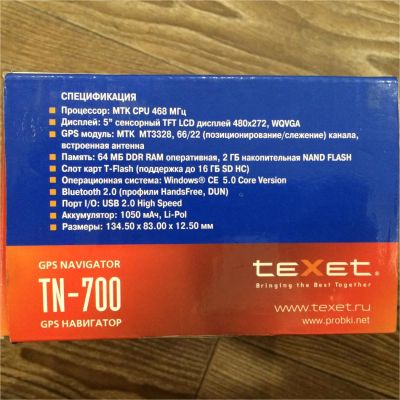 СПЕЦИФИКАЦИЯ
Процессор: MTK CPU 468 МГц
Дисплей: 5" сенсорный TFT LCD дисплей 480x272, WQVGA
GPS модуль: MTK MT3328, 66/22 (позиционирование/слежение) канала,
встроенная антенна
Память: 64 МБ DDR RAM оперативная, 2 ГБ накопительная NAND FLASH
Слот карт T-Flash (поддержка до 16 ГБ SD HC)
Операционная система: Windows® CE 5.0 Core Version
Bluetooth 2.0 (профили HandsFree, DUN)
Порт I/O: USB 2.0 High Speed
Аккумулятор: 1050 мАч, Li-Pol
Размеры: 134.50 x 83.00 x 12.50 мм
GPS NAVIGATOR
TN-700
GPS НАВИГАТОР
teXet®
Bringing the Best Together
www.texet.ru
www.probki.net